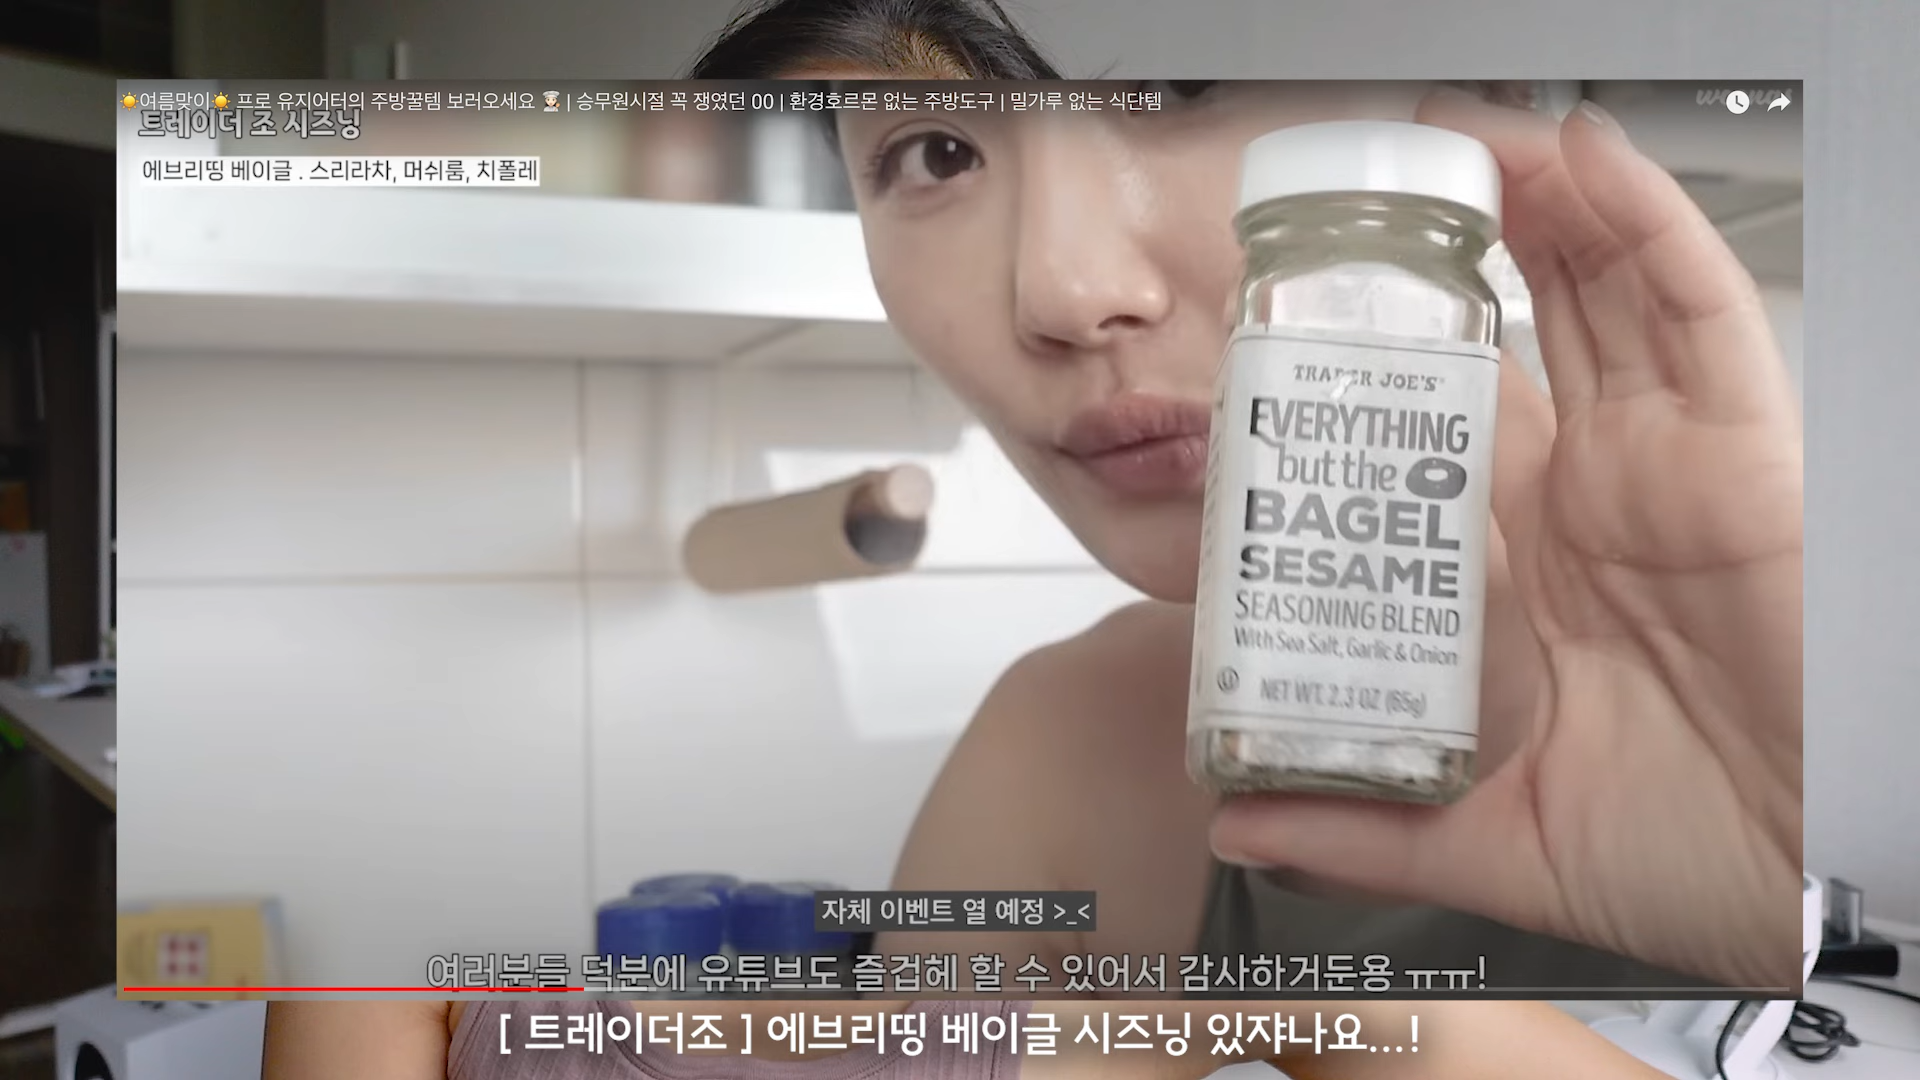 ☀️여름맞이☀️ 프로 유지어터의 주방꿀템 보러오세요 👩🏻‍🍳 | 승무원시절 꼭 쟁였던 00 | 환경호르몬 없는 주방도구 | 밀가루 없는 식단템
트레이더 조 시즈닝
에브리띵 베이글 . 스리라차, 머쉬룸, 치폴레
TRADER JOE'S
EVERYTHING
but the
BAGEL
SESAME
SEASONING BLEND
With Sea Salt, Garlic & Onion
NET WT. 2.3 OZ (65g)
자체 이벤트 열 예정 >_<
여러분들 덕분에 유튜브도 즐겁헤 할 수 있어서 감사하거둔용 ㅠㅠ!
[ 트레이더조 ] 에브리띵 베이글 시즈닝 있쟈나요...!